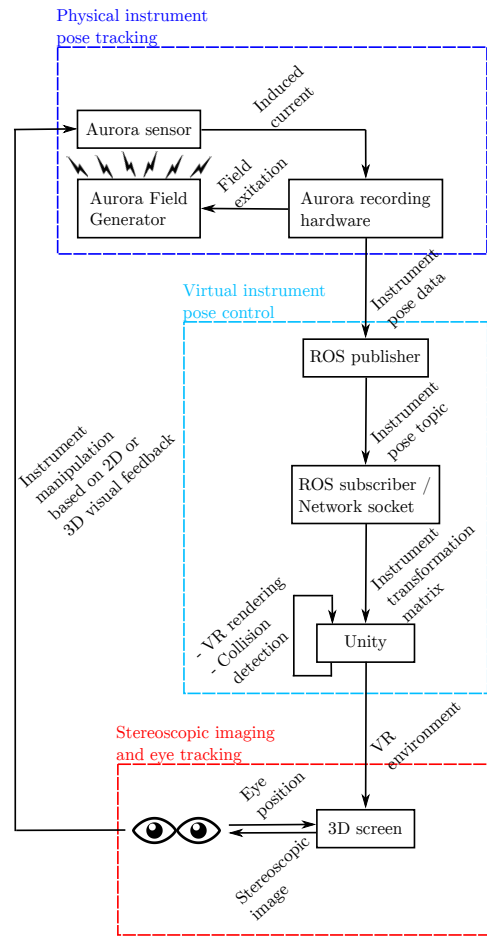 Physical instrument
pose tracking
Induced
current
Aurora sensor
Field
exitation
Aurora Field
Generator
Aurora recording
hardware
Instrument
pose data
Virtual instrument
pose control
ROS publisher
Instrument
pose topic
Instrument
manipulation
based on 2D or
3D visual feedback
ROS subscriber /
Network socket
Instrument
transformation
matrix
- VR rendering
- Collision
detection
Unity
VR
environment
Stereoscopic imaging
and eye tracking
Eye
position
3D screen
Stereoscopic
image